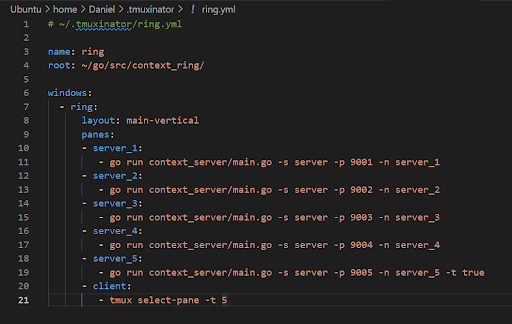 Ubuntu > home > Daniel > .tmuxinator > ! ring.yml
1 # ~/.tmuxinator/ring.yml
2
3 name: ring
4 root: ~/go/src/context_ring/
5
6 windows:
7 - ring:
8 layout: main-vertical
9 panes:
10 - server_1:
11 - go run context_server/main.go -s server -p 9001 -n server_1
12 - server_2:
13 - go run context_server/main.go -s server -p 9002 -n server_2
14 - server_3:
15 - go run context_server/main.go -s server -p 9003 -n server_3
16 - server_4:
17 - go run context_server/main.go -s server -p 9004 -n server_4
18 - server_5:
19 - go run context_server/main.go -s server -p 9005 -n server_5 -t true
20 - client:
21 - tmux select-pane -t 5